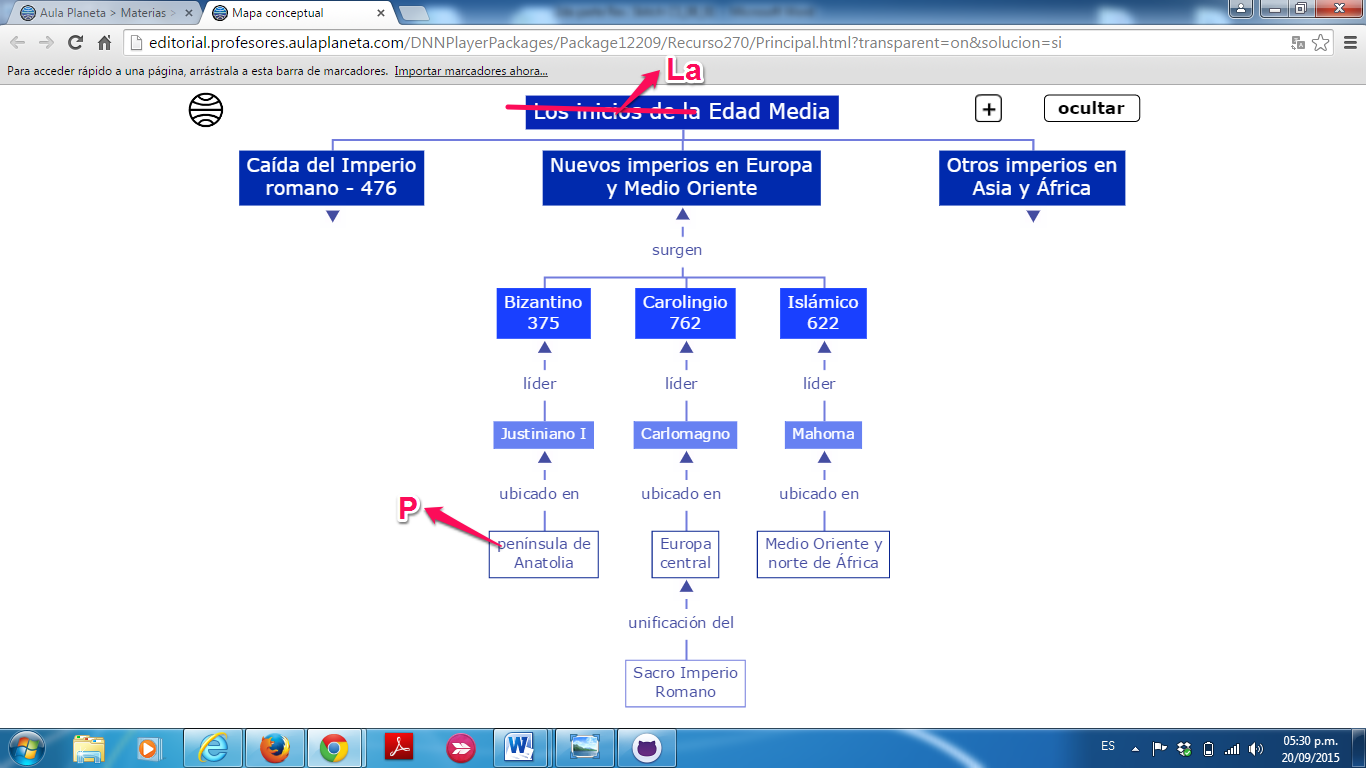 Aula Planeta > Materias >
Mapa conceptual
editorial.profesores.aulaplaneta.com/DNNPlayerPackages/Package12209/Recurso270/Principal.html?transparent=on&solucion=si
Para acceder rápido a una página, arrástrala a esta barra de marcadores. Importar marcadores ahora...
La
Los inicios de la Edad Media
+
ocultar
Caída del Imperio
romano - 476
Nuevos imperios en Europa
y Medio Oriente
Otros imperios en
Asia y África
surgen
Bizantino
375
Carolingio
762
Islámico
622
líder
líder
líder
Justiniano I
Carlomagno
Mahoma
ubicado en
ubicado en
ubicado en
P
península de
Anatolia
Europa
central
Medio Oriente y
norte de África
unificación del
Sacro Imperio
Romano
ES
05:30 p.m.
20/09/2015